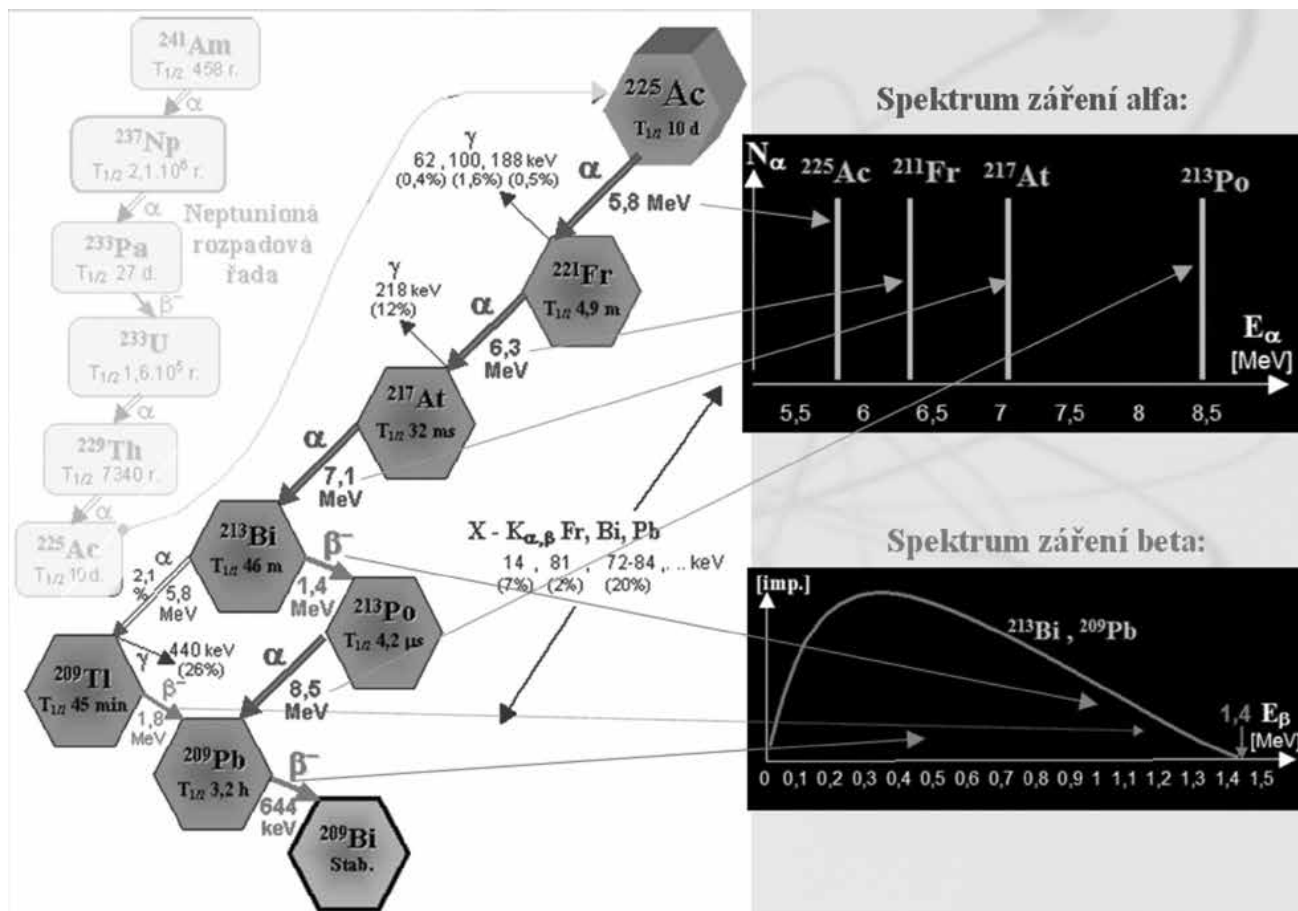 241Am
T1/2 458 r.
α
237Np
T1/2 2,1.10⁶ r.
α
Neptunioná
rozpadová
řada
233Pa
T1/2 27 d.
β⁻
233U
T1/2 1,6.10⁵ r.
α
229Th
T1/2 7340 r.
α
225Ac
T1/2 10 d.
225Ac
T1/2 10 d
γ
62, 100, 188 keV
(0,4%) (1,6%) (0,5%)
α
5,8 MeV
221Fr
T1/2 4,9 m
γ
218 keV
(12%)
α
6,3
MeV
217At
T1/2 32 ms
α
7,1
MeV
213Bi
T1/2 46 m
β⁻
1,4
MeV
α
2,1
%
5,8
MeV
213Po
T1/2 4,2 µs
α
8,5
MeV
γ
440 keV
(26%)
209Tl
T1/2 45 min
β⁻
1,8
MeV
209Pb
T1/2 3,2 h
β⁻
644
keV
209Bi
Stab.
X - Kα,β Fr, Bi, Pb
14 , 81 , 72-84 ,... keV
(7%) (2%) (20%)
Spektrum záření alfa:
Nα
225Ac 211Fr 217At 213Po
Eα
[MeV]
5,5 6 6,5 7 7,5 8 8,5
Spektrum záření beta:
[imp.]
213Bi , 209Pb
1,4 Eβ
[MeV]
0 0,1 0,2 0,3 0,4 0,5 0,6 0,7 0,8 0,9 1 1,1 1,2 1,3 1,4 1,5